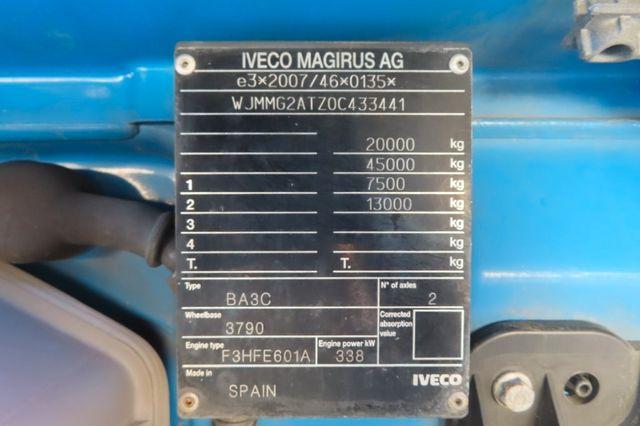 IVECO MAGIRUS AG
e3×2007/46×0135×
WJMMG2ATZ0C433441
20000 kg
45000 kg
1 7500 kg
2 13000 kg
3 kg
4 kg
T. T. kg
Type N° of axles
BA3C 2
Wheelbase Corrected absorption value
3790
Engine type Engine power kW
F3HFE601A 338
Made in IVECO
SPAIN